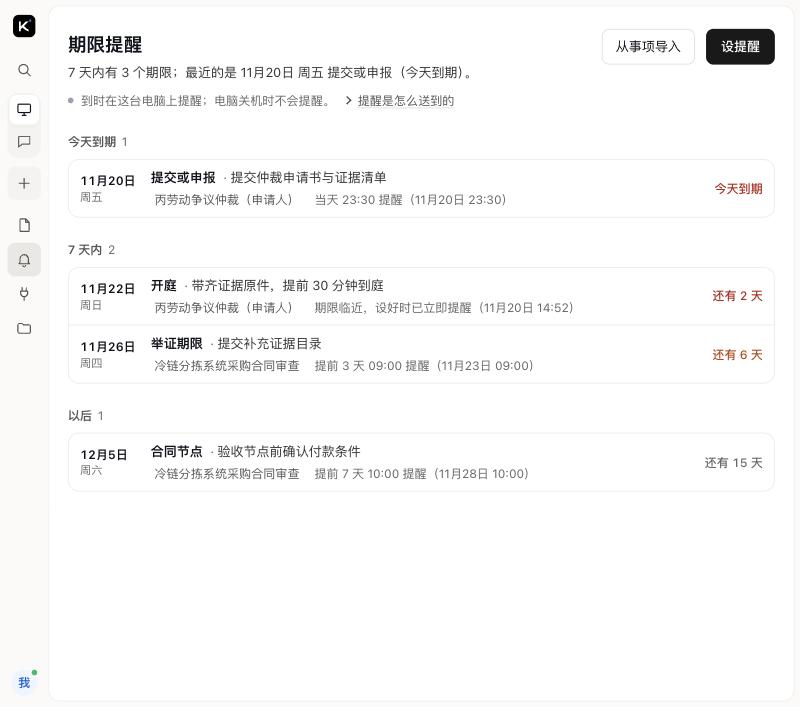 K
期限提醒
从事项导入
设提醒
7 天内有 3 个期限；最近的是 11月20日 周五 提交或申报（今天到期）。
到时在这台电脑上提醒；电脑关机时不会提醒。 提醒是怎么送到的
今天到期 1
11月20日 提交或申报 · 提交仲裁申请书与证据清单
周五 丙劳动争议仲裁（申请人） 当天 23:30 提醒（11月20日 23:30）
今天到期
7 天内 2
11月22日 开庭 · 带齐证据原件，提前 30 分钟到庭
周日 丙劳动争议仲裁（申请人） 期限临近，设好时已立即提醒（11月20日 14:52）
还有 2 天
11月26日 举证期限 · 提交补充证据目录
周四 冷链分拣系统采购合同审查 提前 3 天 09:00 提醒（11月23日 09:00）
还有 6 天
以后 1
12月5日 合同节点 · 验收节点前确认付款条件
周六 冷链分拣系统采购合同审查 提前 7 天 10:00 提醒（11月28日 10:00）
还有 15 天
我